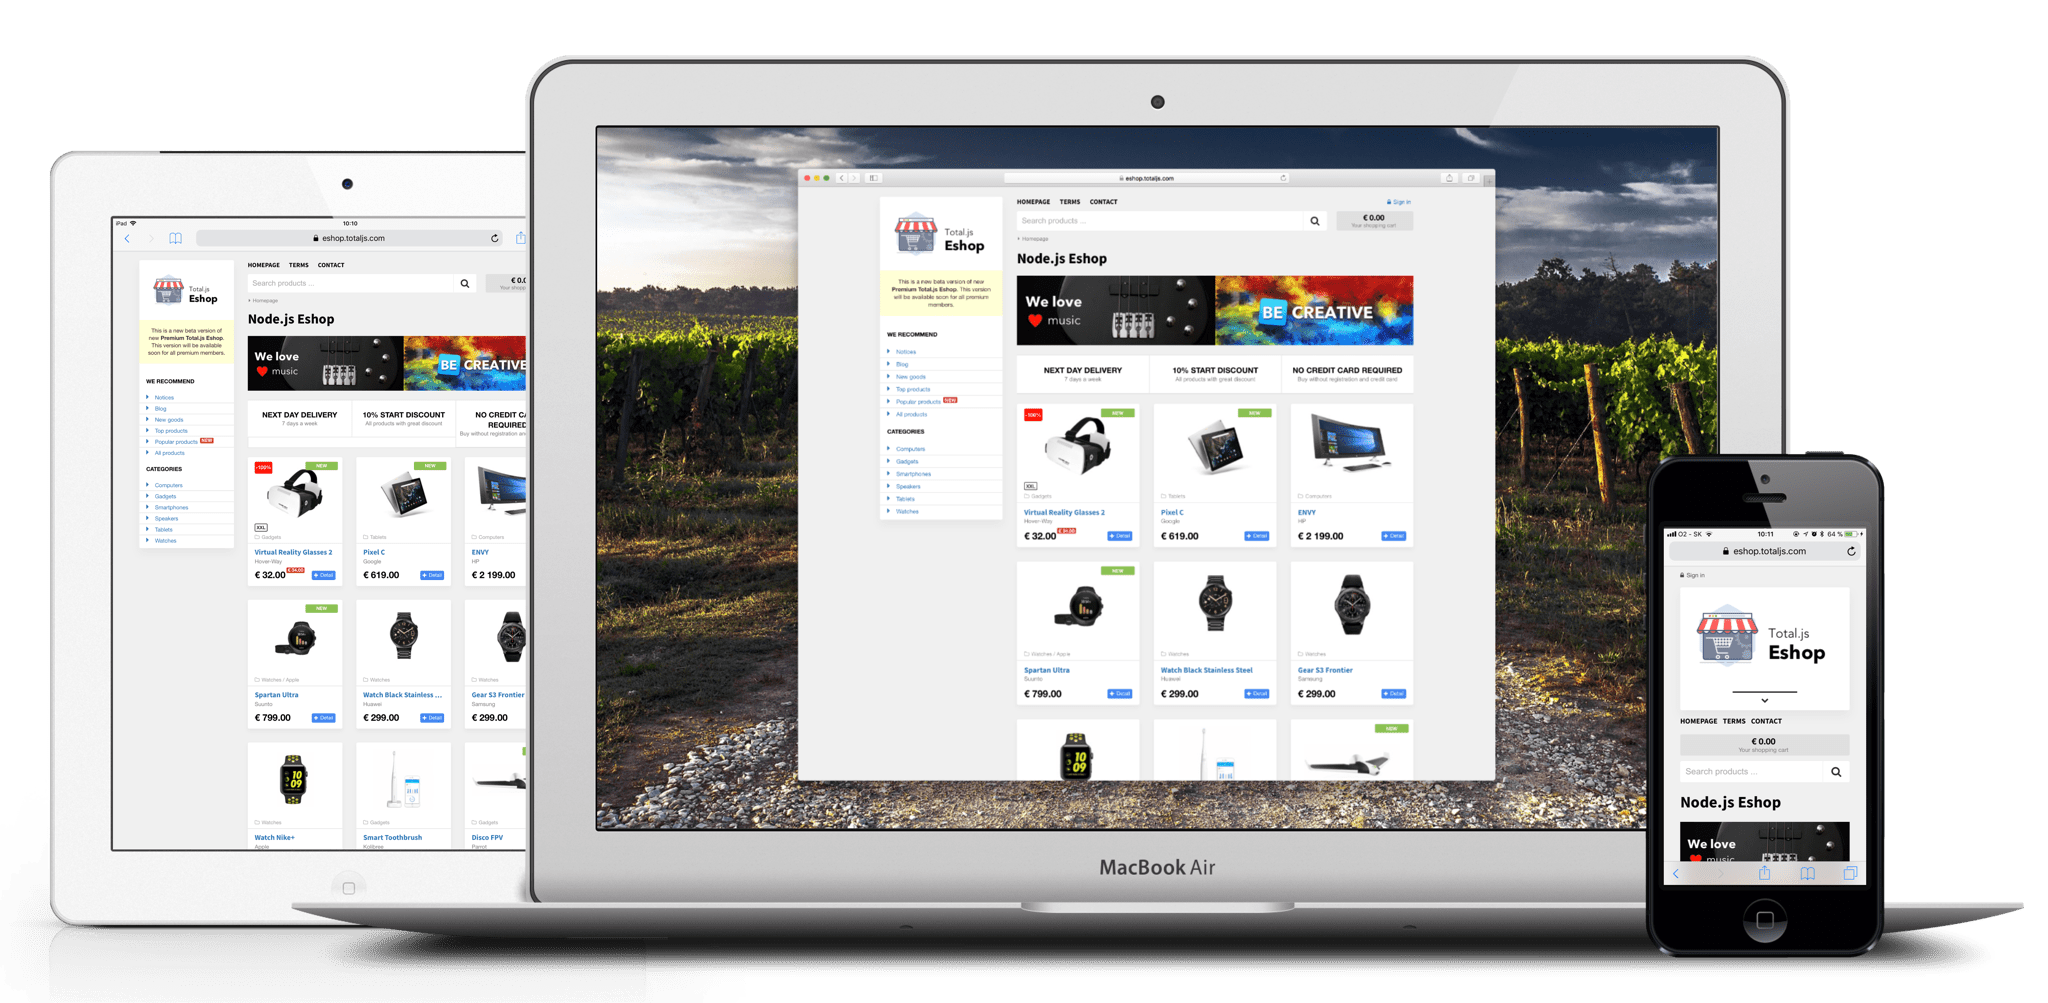 iPad
10:10
eshop.totaljs.com
HOMEPAGE TERMS CONTACT
Search products ...
€ 0.0
Your shopp
Homepage
Total.js
Eshop
This is a new beta version of
new Premium Total.js Eshop.
This version will be available
soon for all premium members.
WE RECOMMEND
Notices
Blog
New goods
Top products
Popular products NEW
All products
CATEGORIES
Computers
Gadgets
Smartphones
Speakers
Tablets
Watches
Node.js Eshop
We love
music
BE CREATIVE
NEXT DAY DELIVERY
7 days a week
10% START DISCOUNT
All products with great discount
NO CREDIT CA
REQUIRED
Buy without registration and
-100%
NEW
XXL
Gadgets
Virtual Reality Glasses 2
Hover-Way
€ 32.00 € 34.00
Detail
NEW
Tablets
Pixel C
Google
€ 619.00
Detail
Computers
ENVY
HP
€ 2 199.00
NEW
Watches / Apple
Spartan Ultra
Suunto
€ 799.00
Detail
Watches
Watch Black Stainless ...
Huawei
€ 299.00
Detail
Watches
Gear S3 Frontier
Samsung
€ 299.00
10
09
Watches
Watch Nike+
Apple
Gadgets
Smart Toothbrush
Kolibree
Disco FPV
Parrot
eshop.totaljs.com
HOMEPAGE TERMS CONTACT
Sign in
Search products ...
€ 0.00
Your shopping cart
Homepage
Total.js
Eshop
This is a new beta version of new
Premium Total.js Eshop. This version
will be available soon for all premium
members.
WE RECOMMEND
Notices
Blog
New goods
Top products
Popular products NEW
All products
CATEGORIES
Computers
Gadgets
Smartphones
Speakers
Tablets
Watches
Node.js Eshop
We love
music
BE CREATIVE
NEXT DAY DELIVERY
7 days a week
10% START DISCOUNT
All products with great discount
NO CREDIT CARD REQUIRED
Buy without registration and credit card
-100%
NEW
XXL
Gadgets
Virtual Reality Glasses 2
Hover-Way
€ 32.00 € 34.00
Detail
NEW
Tablets
Pixel C
Google
€ 619.00
Detail
Computers
ENVY
HP
€ 2 199.00
Detail
NEW
Watches / Apple
Spartan Ultra
Suunto
€ 799.00
Detail
Watches
Watch Black Stainless Steel
Huawei
€ 299.00
Detail
Watches
Gear S3 Frontier
Samsung
€ 299.00
Detail
10
09
NEW
MacBook Air
O2 - SK
10:11
64 %
eshop.totaljs.com
Sign in
Total.js
Eshop
HOMEPAGE TERMS CONTACT
€ 0.00
Your shopping cart
Search products ...
Node.js Eshop
We love
music